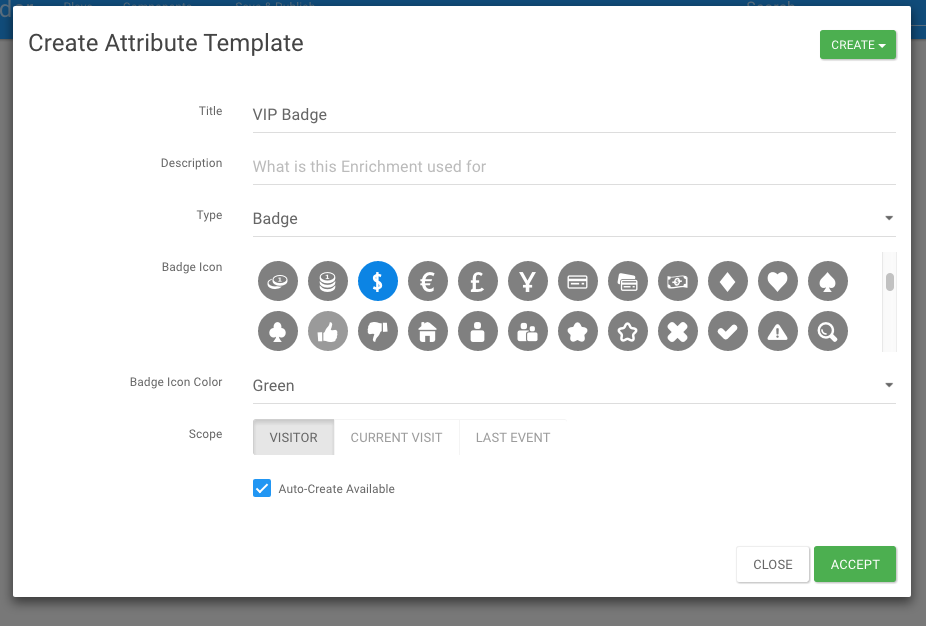 Create Attribute Template
CREATE
Title
VIP Badge
Description
What is this Enrichment used for
Type
Badge
Badge Icon
$ € £ ¥
Badge Icon Color
Green
Scope
VISITOR
CURRENT VISIT
LAST EVENT
Auto-Create Available
CLOSE
ACCEPT